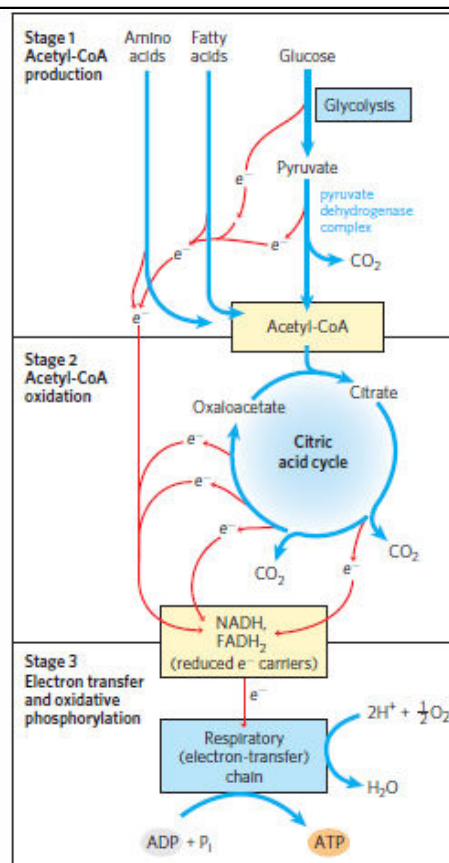 Stage 1
Acetyl-CoA
production
Amino
acids
Fatty
acids
Glucose
Glycolysis
e⁻
Pyruvate
pyruvate
dehydrogenase
complex
e⁻
e⁻
CO₂
e⁻
Acetyl-CoA
Stage 2
Acetyl-CoA
oxidation
Oxaloacetate
Citrate
Citric
acid cycle
e⁻
e⁻
e⁻
CO₂
CO₂
e⁻
NADH,
FADH₂
(reduced e⁻ carriers)
Stage 3
Electron transfer
and oxidative
phosphorylation
e⁻
2H⁺ + ½O₂
Respiratory
(electron-transfer)
chain
H₂O
ADP + Pᵢ
ATP